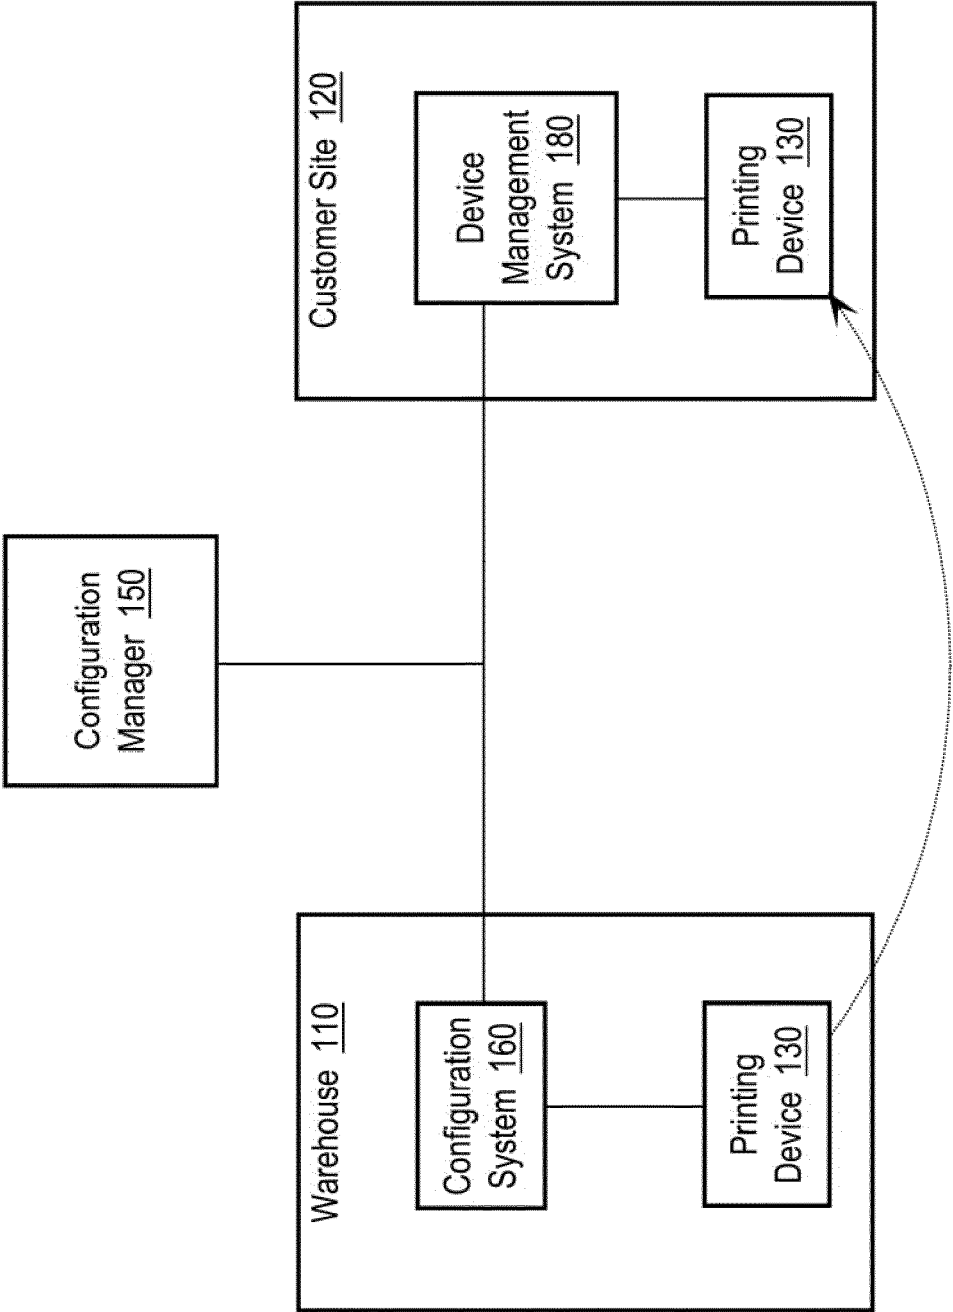 Configuration
Manager 150
Warehouse 110
Configuration
System 160
Printing
Device 130
Customer Site 120
Device
Management
System 180
Printing
Device 130